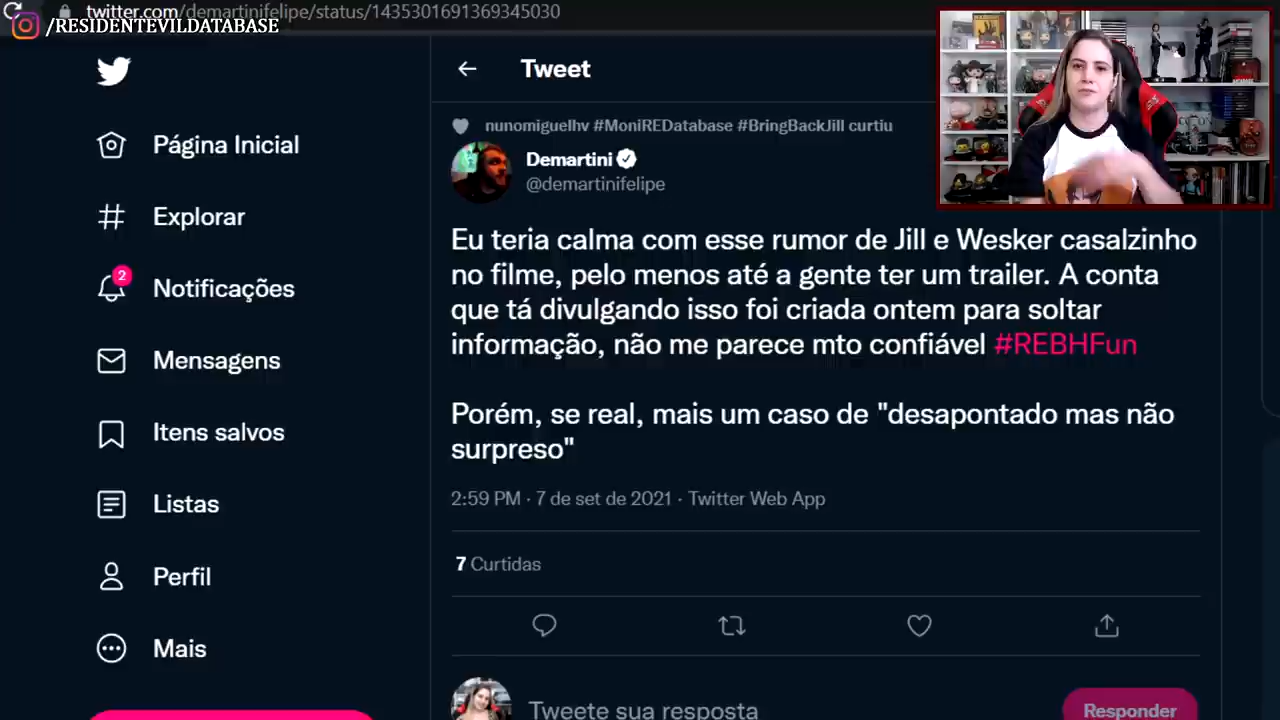 twitter.com/demartinifelipe/status/1435301691369345030
/RESIDENTEVILDATABASE
Tweet
nunomiguelhv #MoniREDatabase #BringBackJill curtiu
Demartini
@demartinifelipe
Página Inicial
Explorar
2
Notificações
Mensagens
Itens salvos
Listas
Perfil
Mais
Eu teria calma com esse rumor de Jill e Wesker casalzinho
no filme, pelo menos até a gente ter um trailer. A conta
que tá divulgando isso foi criada ontem para soltar
informação, não me parece mto confiável #REBHFun
Porém, se real, mais um caso de "desapontado mas não
surpreso"
2:59 PM · 7 de set de 2021 · Twitter Web App
7 Curtidas
Tweete sua resposta
Responder